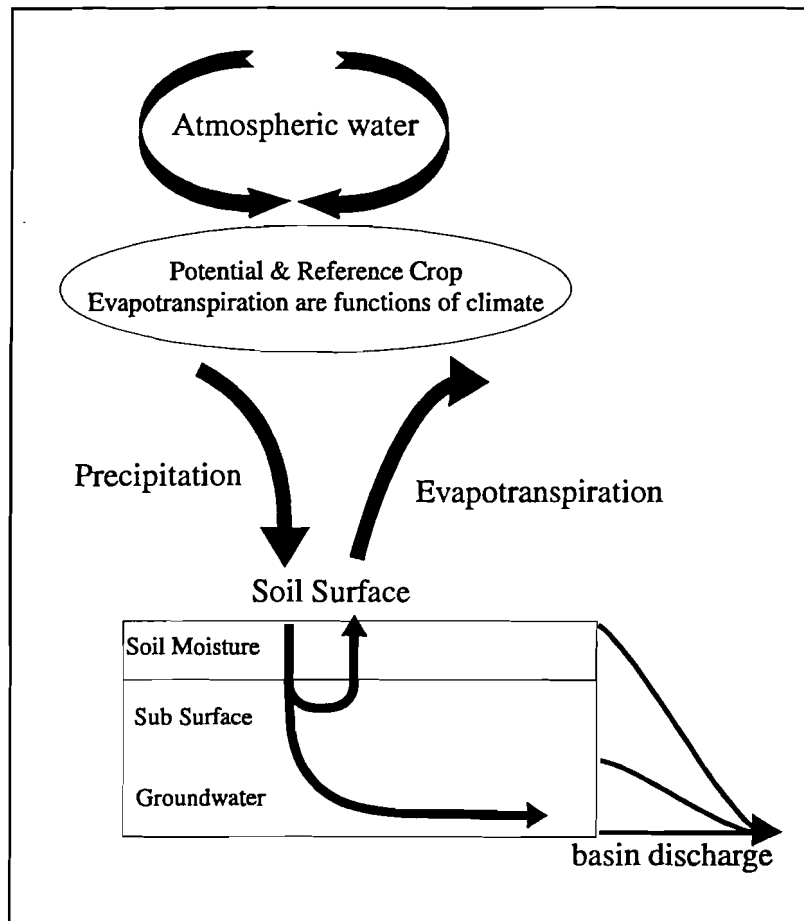 Atmospheric water
Potential & Reference Crop
Evapotranspiration are functions of climate
Precipitation
Evapotranspiration
Soil Surface
Soil Moisture
Sub Surface
Groundwater
basin discharge